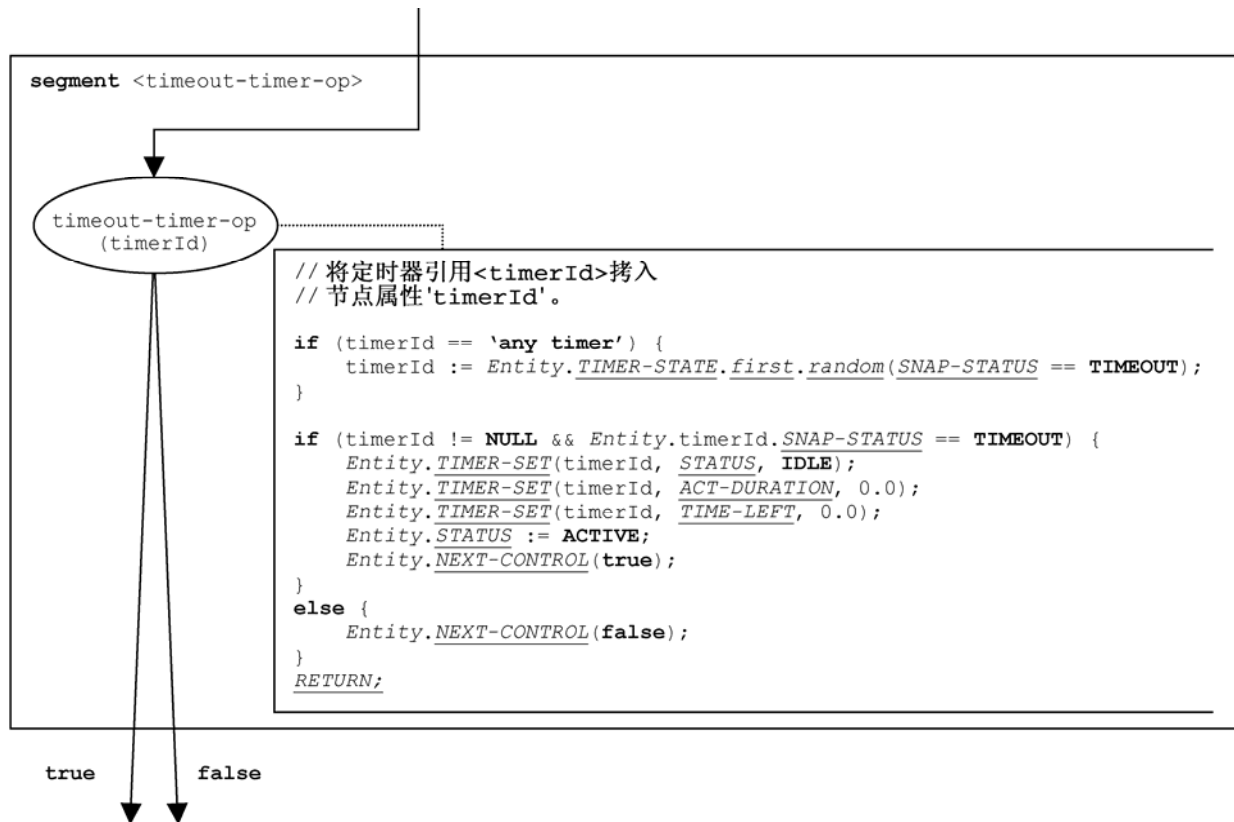 segment <timeout-timer-op>
timeout-timer-op
(timerId)
// 将定时器引用<timerId>拷入
// 节点属性'timerId'。
if (timerId == ‘any timer’) {
timerId := Entity.TIMER-STATE.first.random(SNAP-STATUS == TIMEOUT);
}
if (timerId != NULL && Entity.timerId.SNAP-STATUS == TIMEOUT) {
Entity.TIMER-SET(timerId, STATUS, IDLE);
Entity.TIMER-SET(timerId, ACT-DURATION, 0.0);
Entity.TIMER-SET(timerId, TIME-LEFT, 0.0);
Entity.STATUS := ACTIVE;
Entity.NEXT-CONTROL(true);
}
else {
Entity.NEXT-CONTROL(false);
}
RETURN;
true false